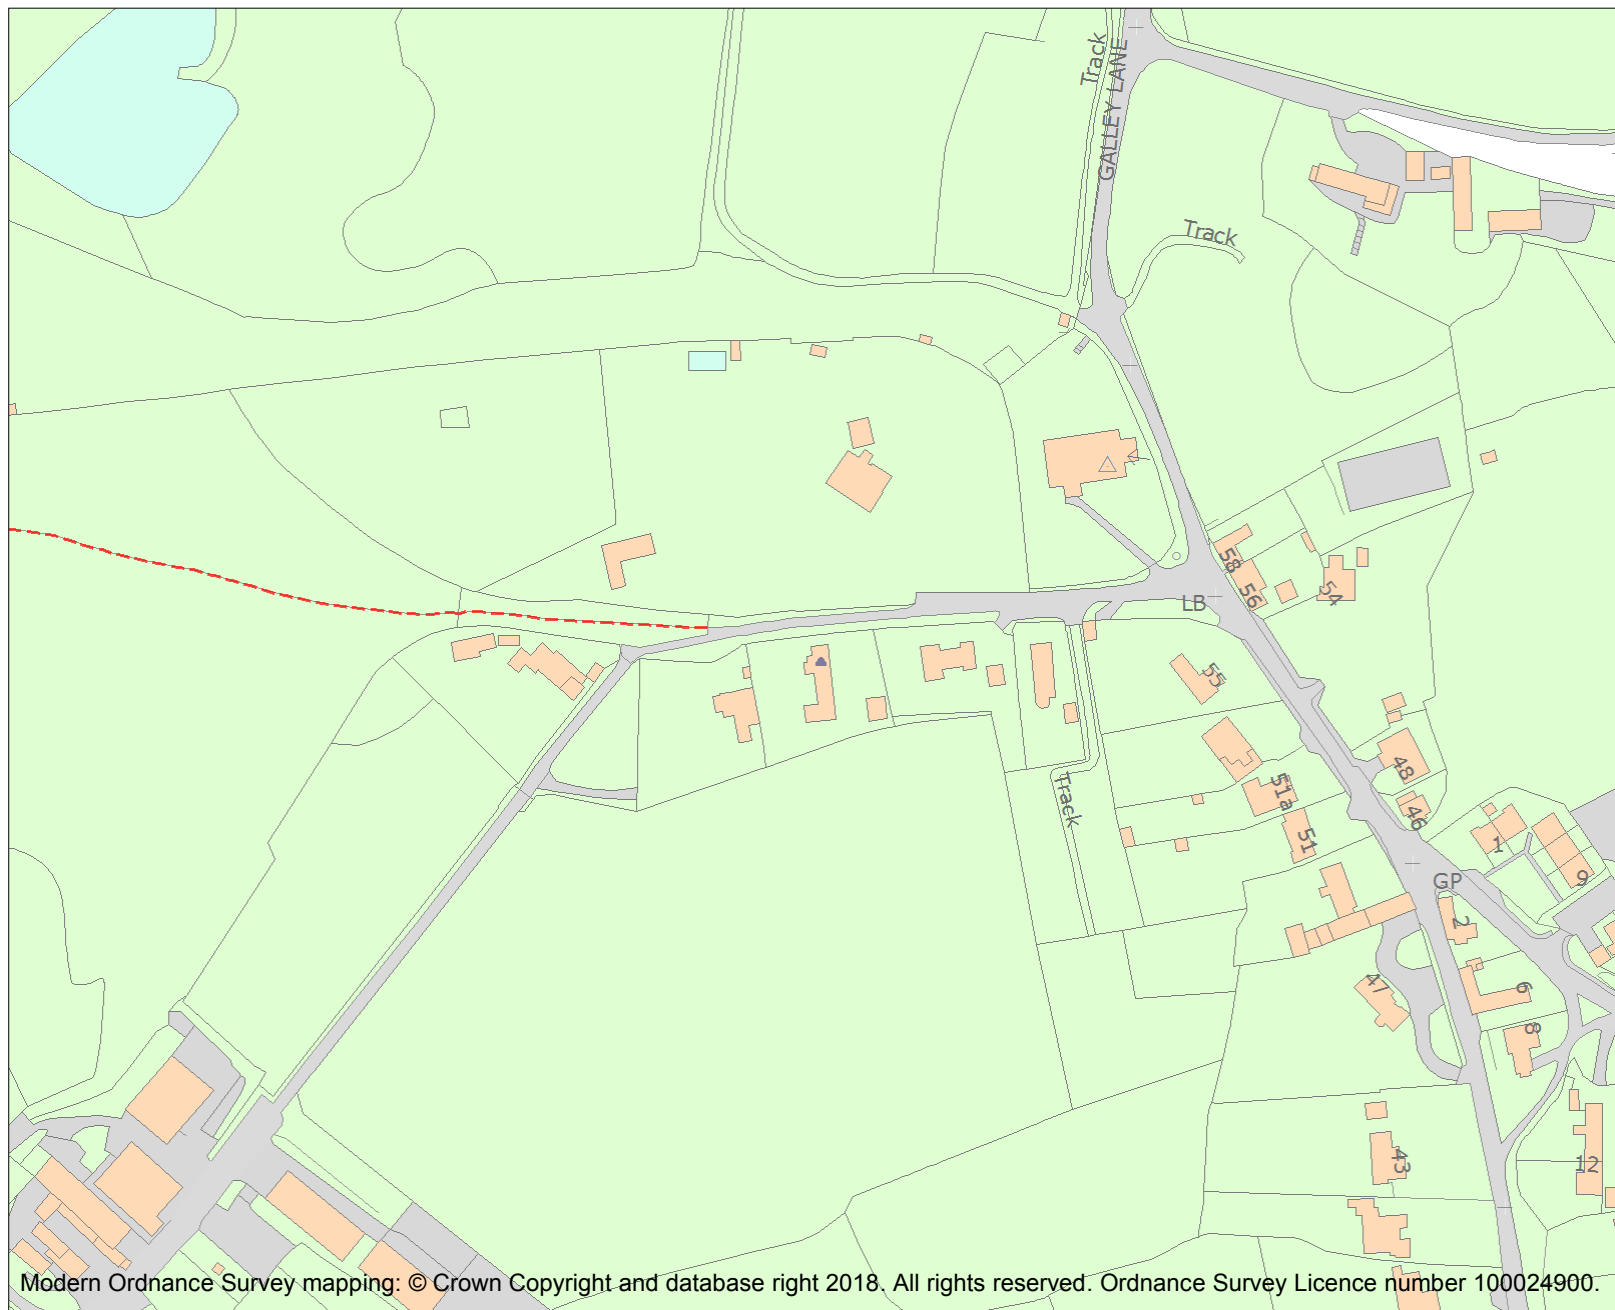 Track
GALLEY LANE
Track
58
56
54
LB
55
48
51a
46
Track
51
1
9
GP
2
47
6
8
43
12
Modern Ordnance Survey mapping: © Crown Copyright and database right 2018. All rights reserved. Ordnance Survey Licence number 100024900.